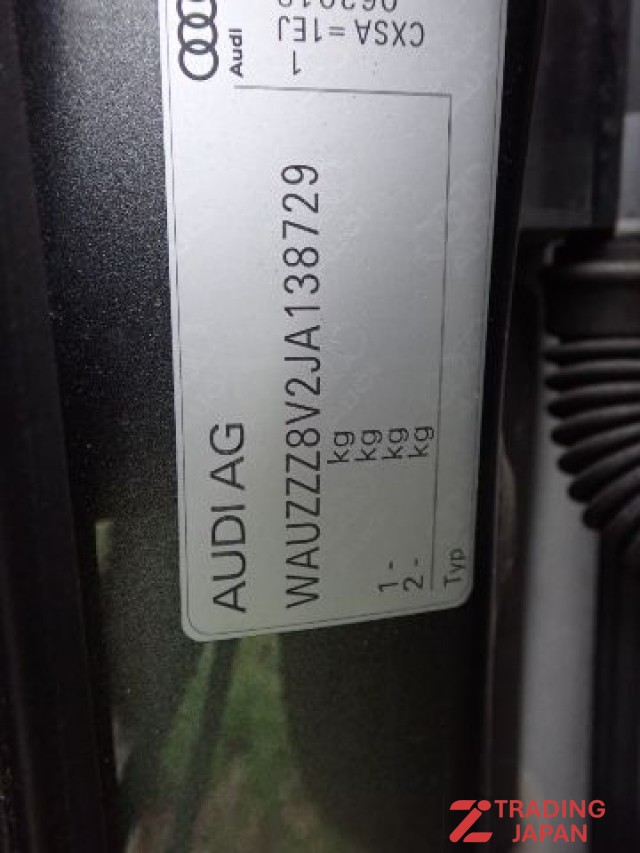 AUDI AG
WAUZZZ8V2JA138729
kg
kg
1 - kg
2 - kg
Typ
Audi
1
CXSA = 1EJ
TRADING
JAPAN